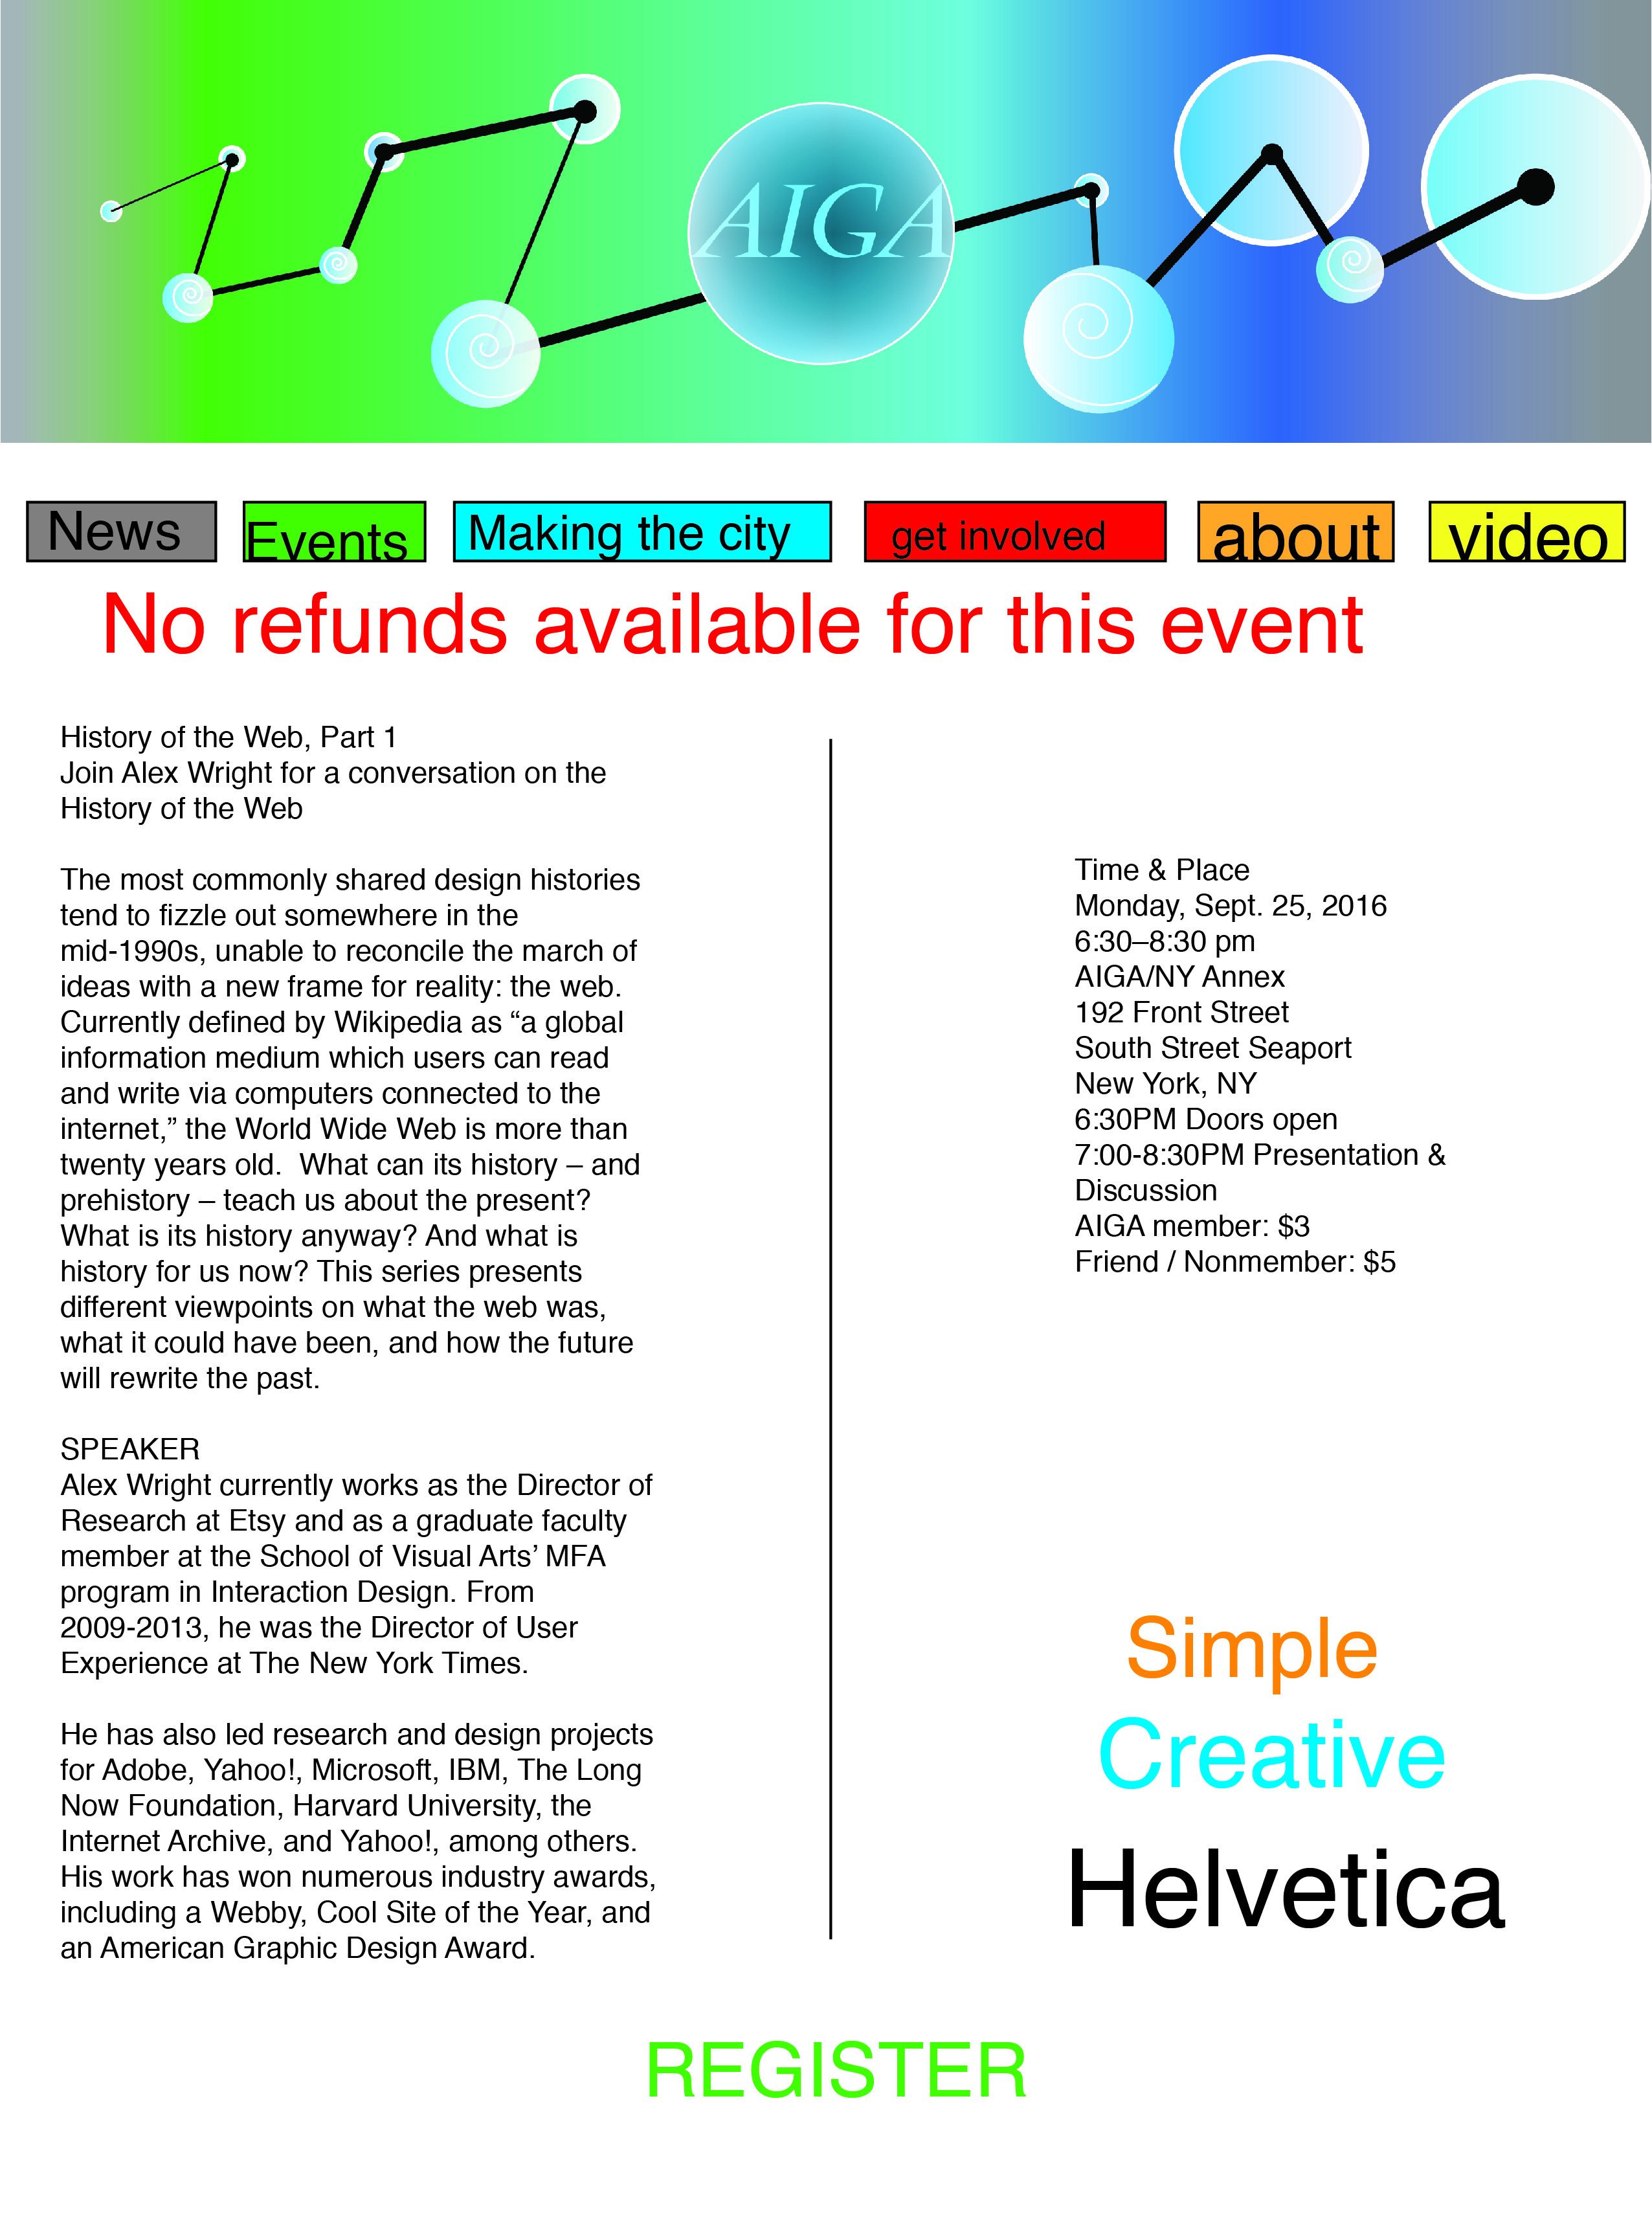 AIGA
News
Events
Making the city
get involved
about
video
No refunds available for this event
History of the Web, Part 1
Join Alex Wright for a conversation on the
History of the Web
The most commonly shared design histories
tend to fizzle out somewhere in the
mid-1990s, unable to reconcile the march of
ideas with a new frame for reality: the web.
Currently defined by Wikipedia as “a global
information medium which users can read
and write via computers connected to the
internet,” the World Wide Web is more than
twenty years old.  What can its history – and
prehistory – teach us about the present?
What is its history anyway? And what is
history for us now? This series presents
different viewpoints on what the web was,
what it could have been, and how the future
will rewrite the past.
SPEAKER
Alex Wright currently works as the Director of
Research at Etsy and as a graduate faculty
member at the School of Visual Arts’ MFA
program in Interaction Design. From
2009-2013, he was the Director of User
Experience at The New York Times.
He has also led research and design projects
for Adobe, Yahoo!, Microsoft, IBM, The Long
Now Foundation, Harvard University, the
Internet Archive, and Yahoo!, among others.
His work has won numerous industry awards,
including a Webby, Cool Site of the Year, and
an American Graphic Design Award.
Time & Place
Monday, Sept. 25, 2016
6:30–8:30 pm
AIGA/NY Annex
192 Front Street
South Street Seaport
New York, NY
6:30PM Doors open
7:00-8:30PM Presentation &
Discussion
AIGA member: $3
Friend / Nonmember: $5
Simple
Creative
Helvetica
REGISTER